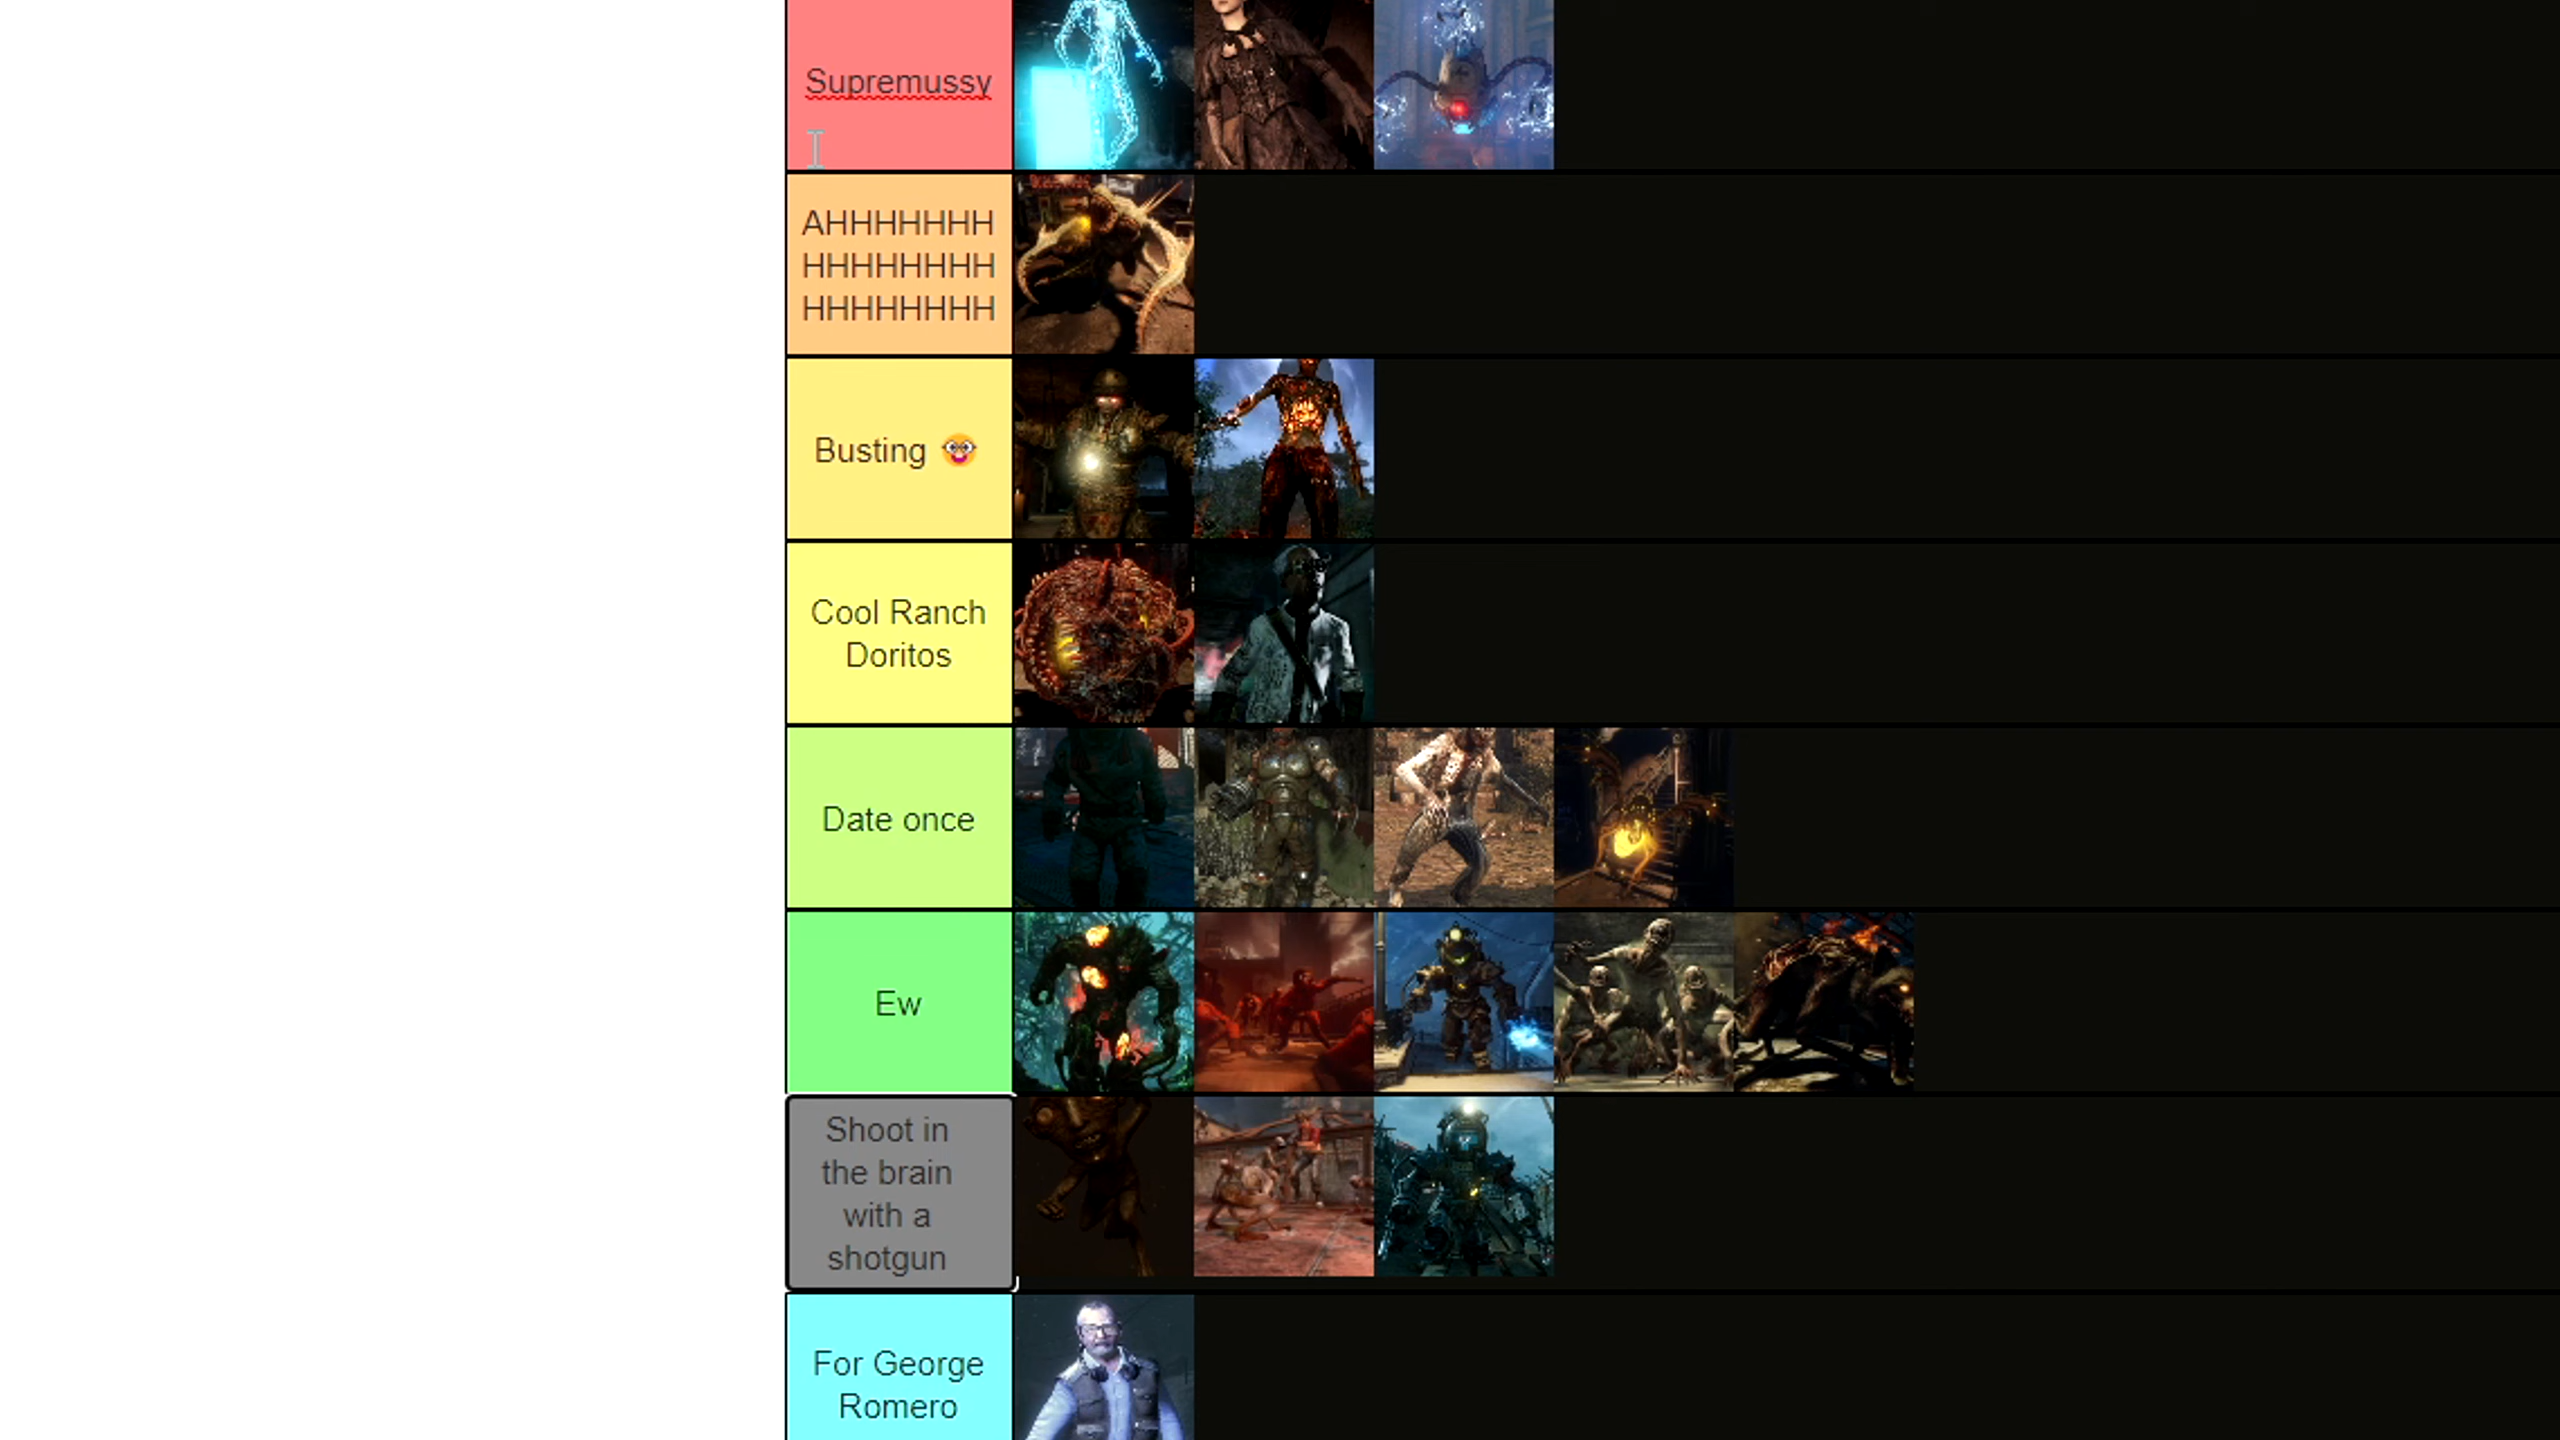 Supremussy
AHHHHHHH
HHHHHHHH
HHHHHHHH
Busting 🥸
Cool Ranch
Doritos
Date once
Ew
Shoot in
the brain
with a
shotgun
For George
Romero